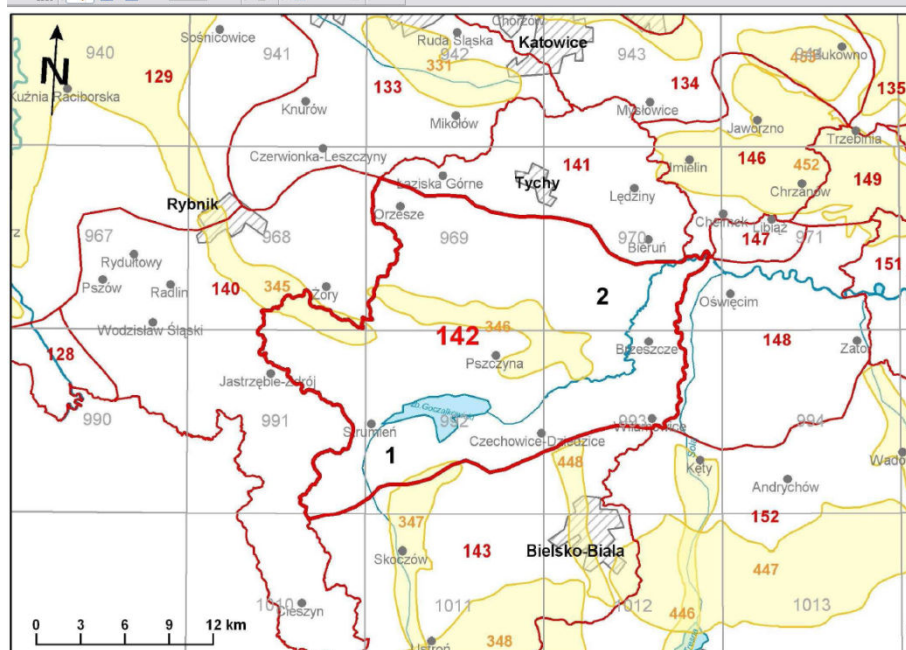 Sośnicowice
Chorzów
940
941
Ruda Śląska
942
Katowice
943
Bukowno
N
129
331
455
Kuźnia Raciborska
133
134
135
Knurów
Mysłowice
Mikołów
Jaworzno
Trzebinia
Czerwionka-Leszczyny
141
Imielin
146
452
149
Łaziska Górne
Tychy
Lędziny
Chrzanów
Rybnik
Orzesze
Chełmek
Libiąż
967
968
969
970
147
971
Rydułtowy
Bieruń
151
Pszów
Radlin
140
345
Żory
2
Oświęcim
Wodzisław Śląski
346
142
148
128
Pszczyna
Brzeszcze
Zator
Jastrzębie-Zdrój
990
991
992
993
994
Strumień
Czechowice-Dziedzice
Wilamowice
1
448
Soła
Kęty
Andrychów
347
152
143
Bielsko-Biała
Skoczów
447
1010
Cieszyn
1011
1012
446
1013
0 3 6 9 12 km
Ustroń
348